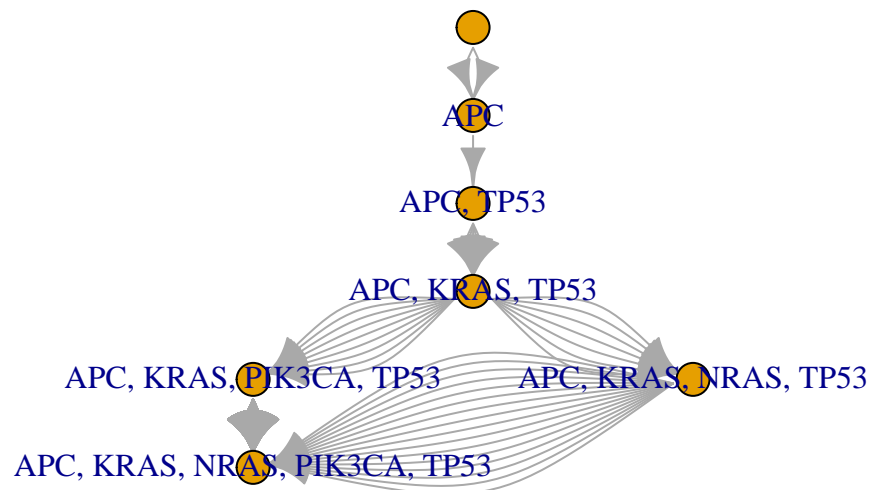 APC
APC, TP53
APC, KRAS, TP53
APC, KRAS, PIK3CA, TP53
APC, KRAS, NRAS, TP53
APC, KRAS, NRAS, PIK3CA, TP53